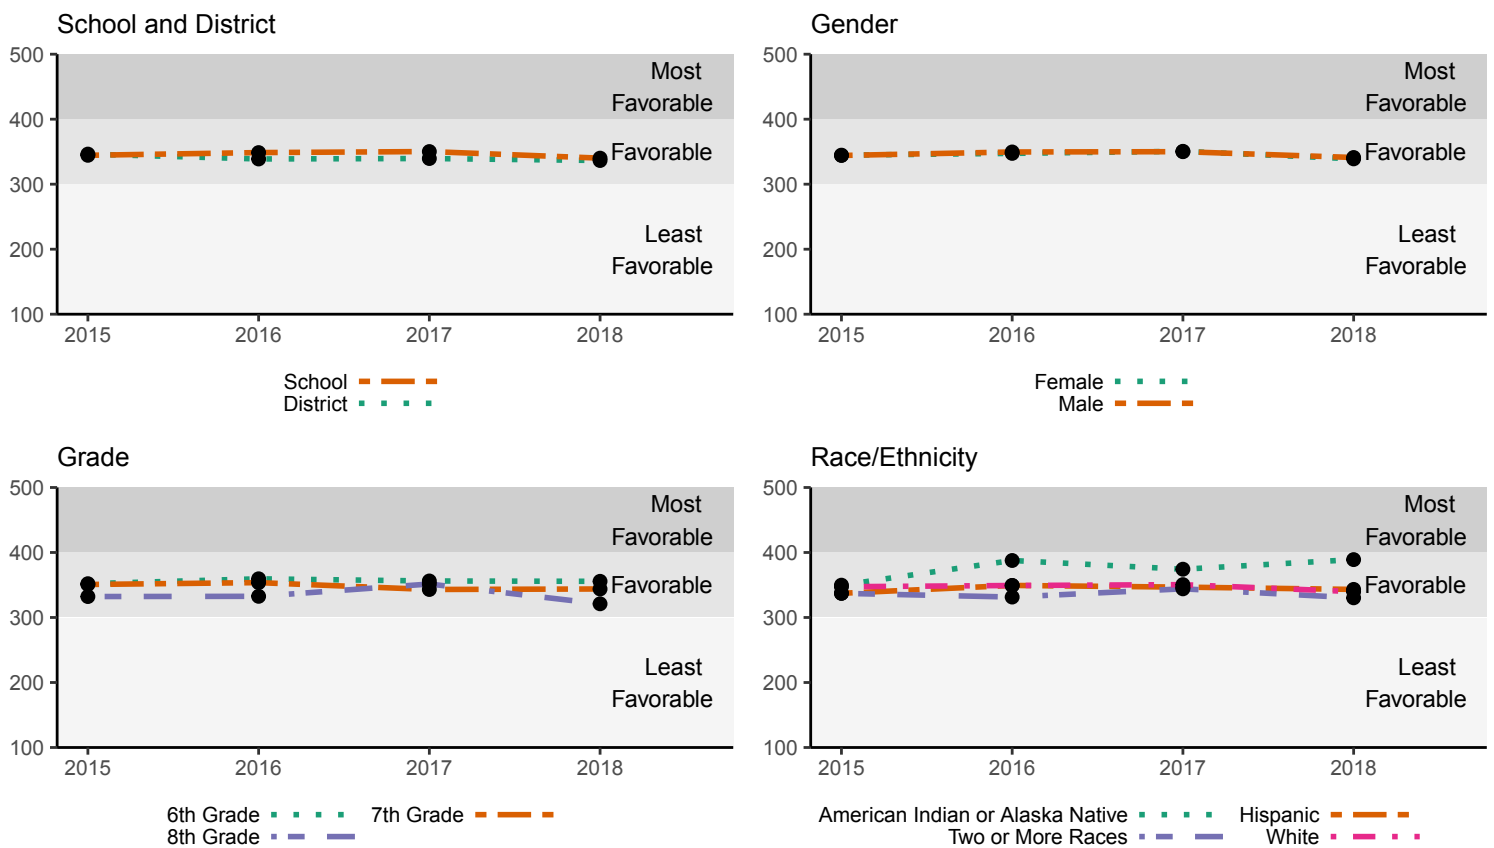 School and District
500
400
300
200
100
Most
Favorable
Favorable
Least
Favorable
2015 2016 2017 2018
School
District
Gender
500
400
300
200
100
Most
Favorable
Favorable
Least
Favorable
2015 2016 2017 2018
Female
Male
Grade
500
400
300
200
100
Most
Favorable
Favorable
Least
Favorable
2015 2016 2017 2018
6th Grade 7th Grade
8th Grade
Race/Ethnicity
500
400
300
200
100
Most
Favorable
Favorable
Least
Favorable
2015 2016 2017 2018
American Indian or Alaska Native Hispanic
Two or More Races White